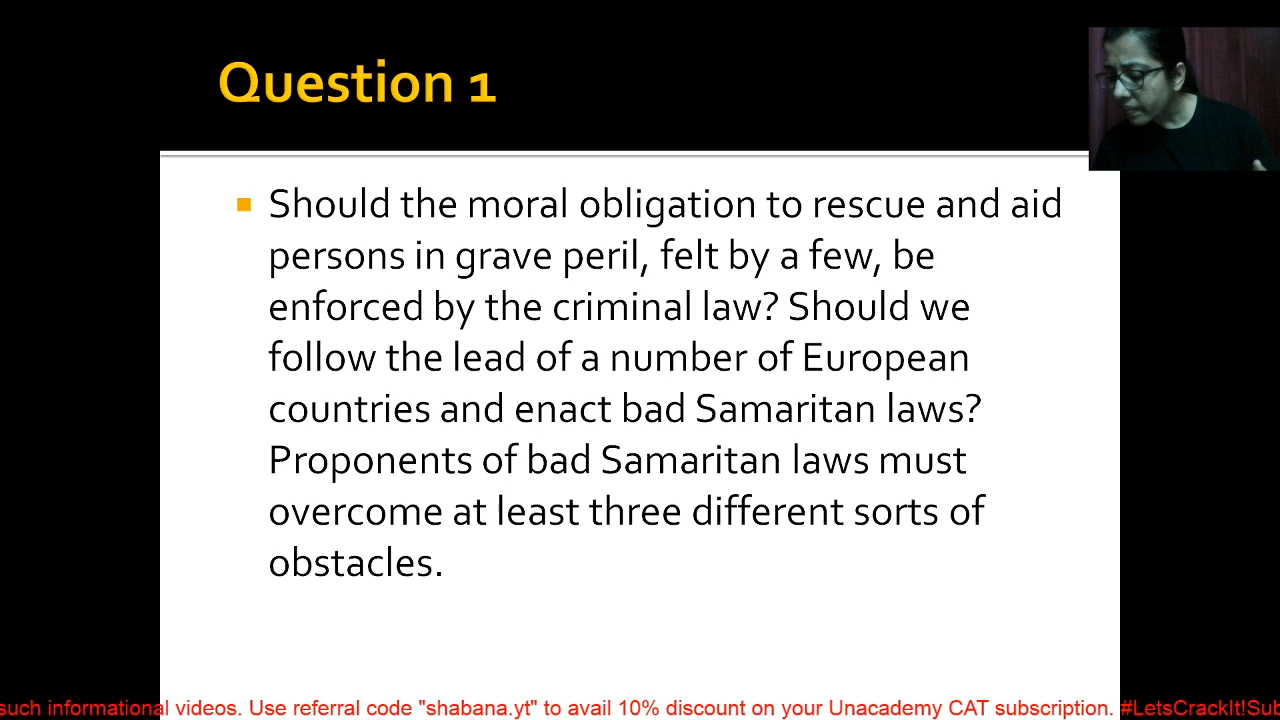 Question 1
Should the moral obligation to rescue and aid
persons in grave peril, felt by a few, be
enforced by the criminal law? Should we
follow the lead of a number of European
countries and enact bad Samaritan laws?
Proponents of bad Samaritan laws must
overcome at least three different sorts of
obstacles.
such informational videos. Use referral code "shabana.yt" to avail 10% discount on your Unacademy CAT subscription. #LetsCrackIt!Sub